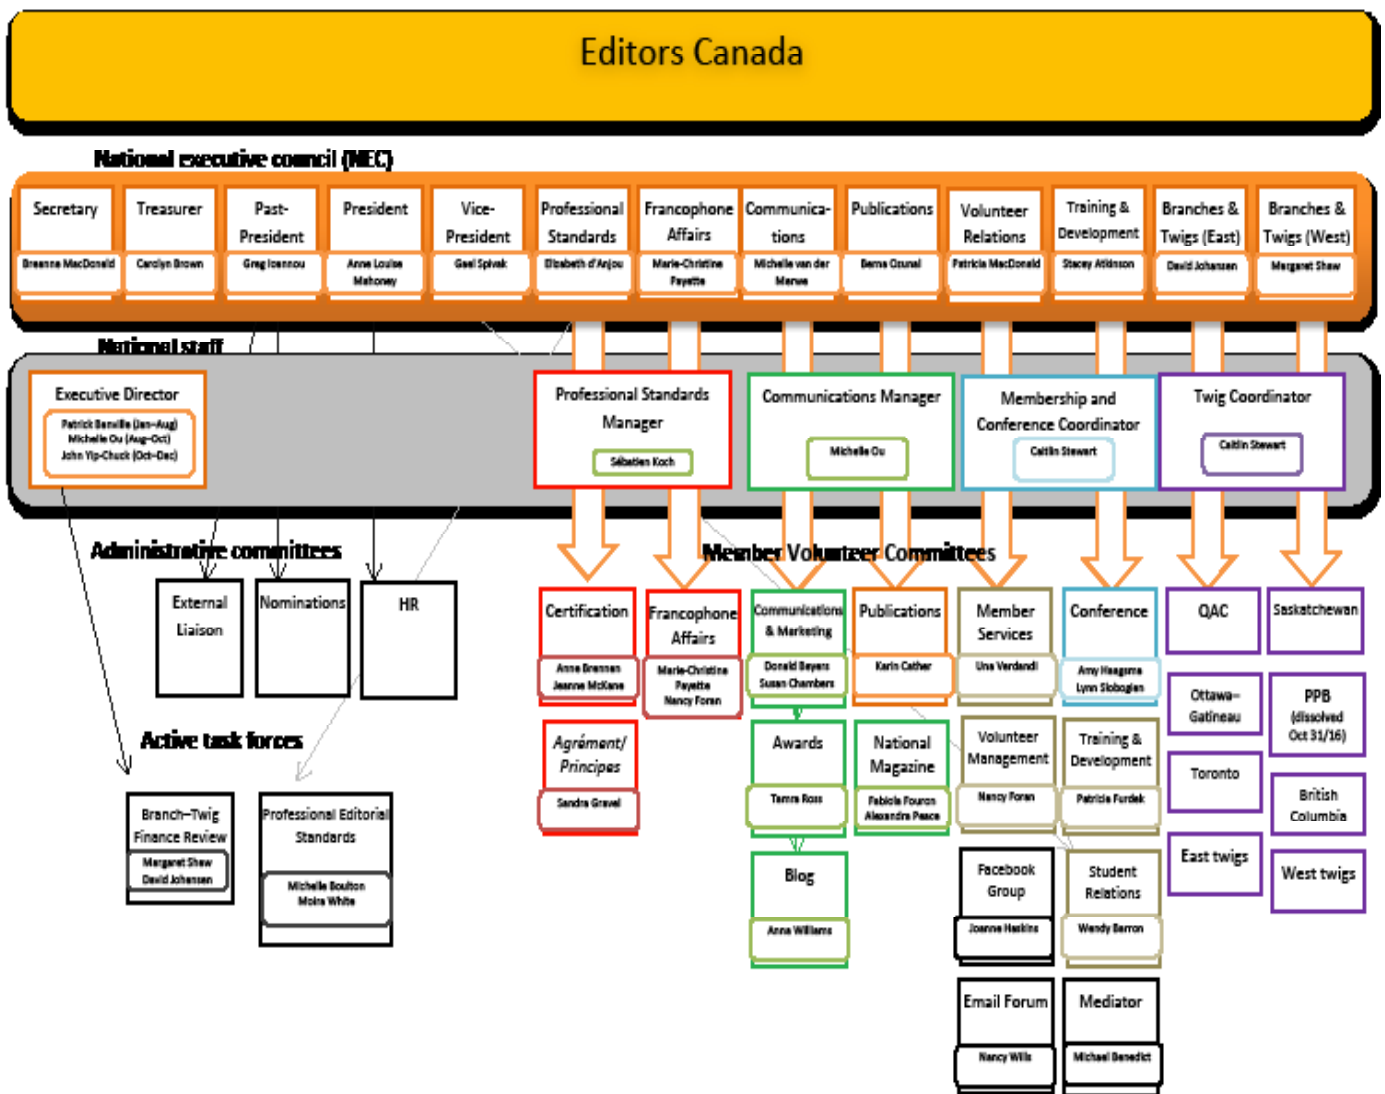 Editors Canada
National executive council (NEC)
Secretary
Breanne MacDonald
Treasurer
Carolyn Brown
Past-
President
Greg Ioannou
President
Anne Louise
Mahoney
Vice-
President
Gael Spivak
Professional
Standards
Elizabeth d'Anjou
Francophone
Affairs
Marie-Christine
Payette
Communica-
tions
Michelle van der
Merwe
Publications
Berna Ozunal
Volunteer
Relations
Patricia MacDonald
Training &
Development
Stacey Atkinson
Branches &
Twigs (East)
David Johansen
Branches &
Twigs (West)
Margaret Shaw
National staff
Executive Director
Patrick Banville (Jan–Aug)
Michelle Ou (Aug–Oct)
John Yip-Chuck (Oct–Dec)
Professional Standards
Manager
Sébatien Koch
Communications Manager
Michelle Ou
Membership and
Conference Coordinator
Caitlin Stewart
Twig Coordinator
Caitlin Stewart
Administrative committees
External
Liaison
Nominations
HR
Active task forces
Branch–Twig
Finance Review
Margaret Shaw
David Johansen
Professional Editorial
Standards
Michelle Boulton
Moira White
Member Volunteer Committees
Certification
Anne Brennan
Jeanne McKane
Francophone
Affairs
Marie-Christine
Payette
Nancy Foran
Communications
& Marketing
Donald Beyers
Susan Chambers
Publications
Karin Cather
Member
Services
Una Verdandi
Conference
Amy Haagsma
Lynn Slobogian
QAC
Saskatchewan
Agrément/
Principes
Sandra Gravel
Awards
Tamra Ross
National
Magazine
Fabiola Fouron
Alexandra Peace
Volunteer
Management
Nancy Foran
Training &
Development
Patricia Furdek
Ottawa–
Gatineau
PPB
(dissolved
Oct 31/16)
Toronto
British
Columbia
Blog
Anna Williams
Facebook
Group
Joanne Haskins
Student
Relations
Wendy Barron
East twigs
West twigs
Email Forum
Nancy Wills
Mediator
Michael Benedict